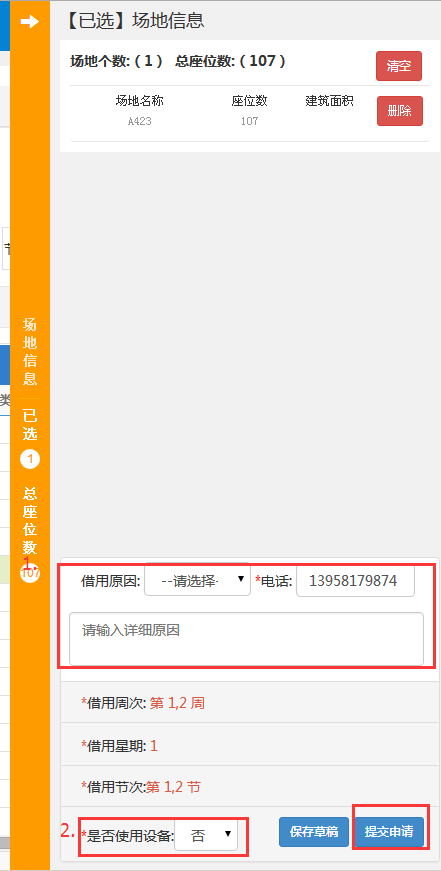 【已选】场地信息
场地个数:(1) 总座位数:(107)
清空
场地名称 座位数 建筑面积
A423 107
删除
场地信息
已选
1
总座位数
1.
107
借用原因: --请选择- *电话: 13958179874
请输入详细原因
*借用周次: 第 1,2 周
*借用星期: 1
*借用节次:第 1,2 节
2. *是否使用设备: 否
保存草稿 提交申请
类